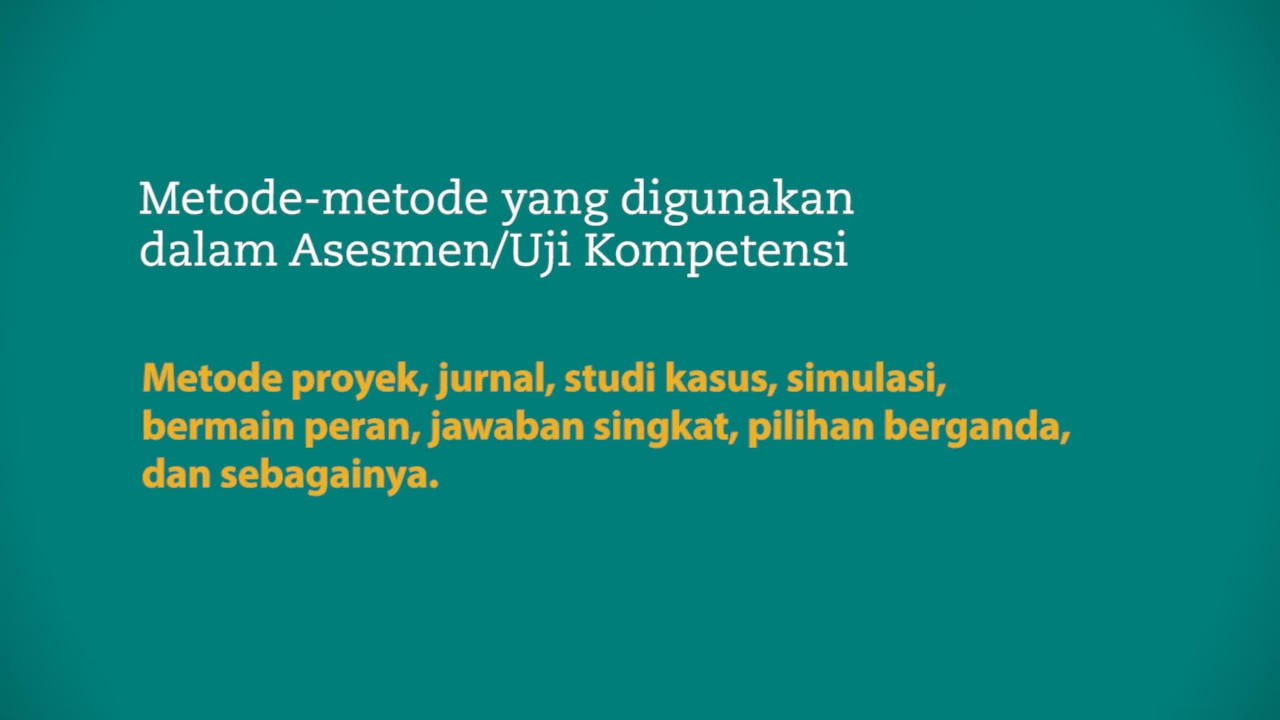 Metode-metode yang digunakan
dalam Asesmen/Uji Kompetensi
Metode proyek, jurnal, studi kasus, simulasi,
bermain peran, jawaban singkat, pilihan berganda,
dan sebagainya.